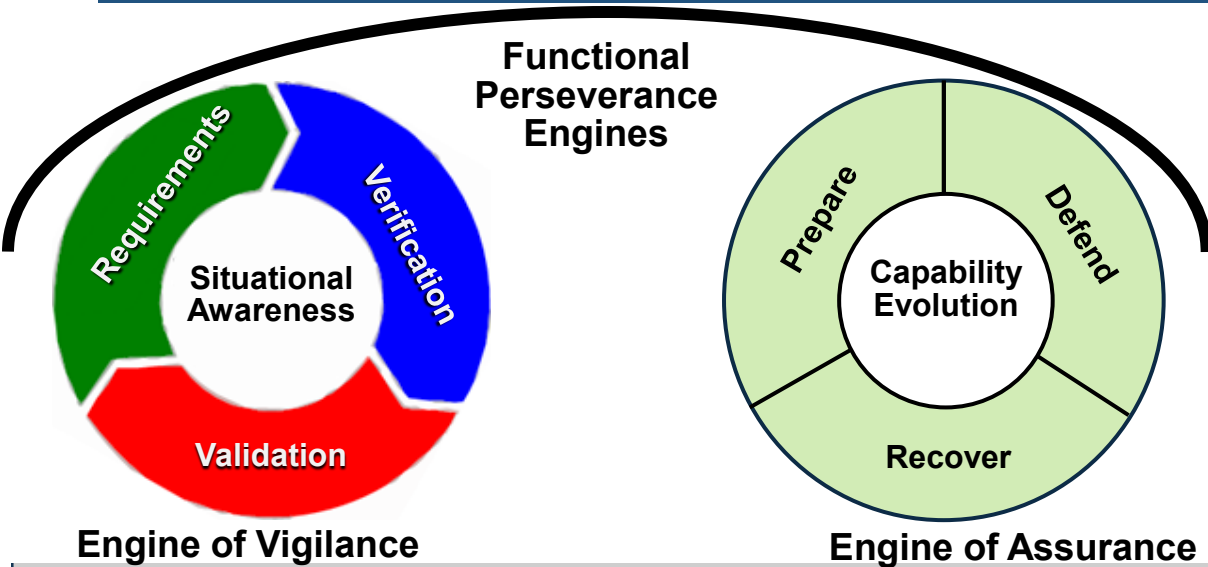 Functional
Perseverance
Engines
Requirements
Verification
Validation
Situational
Awareness
Engine of Vigilance
Prepare
Defend
Recover
Capability
Evolution
Engine of Assurance